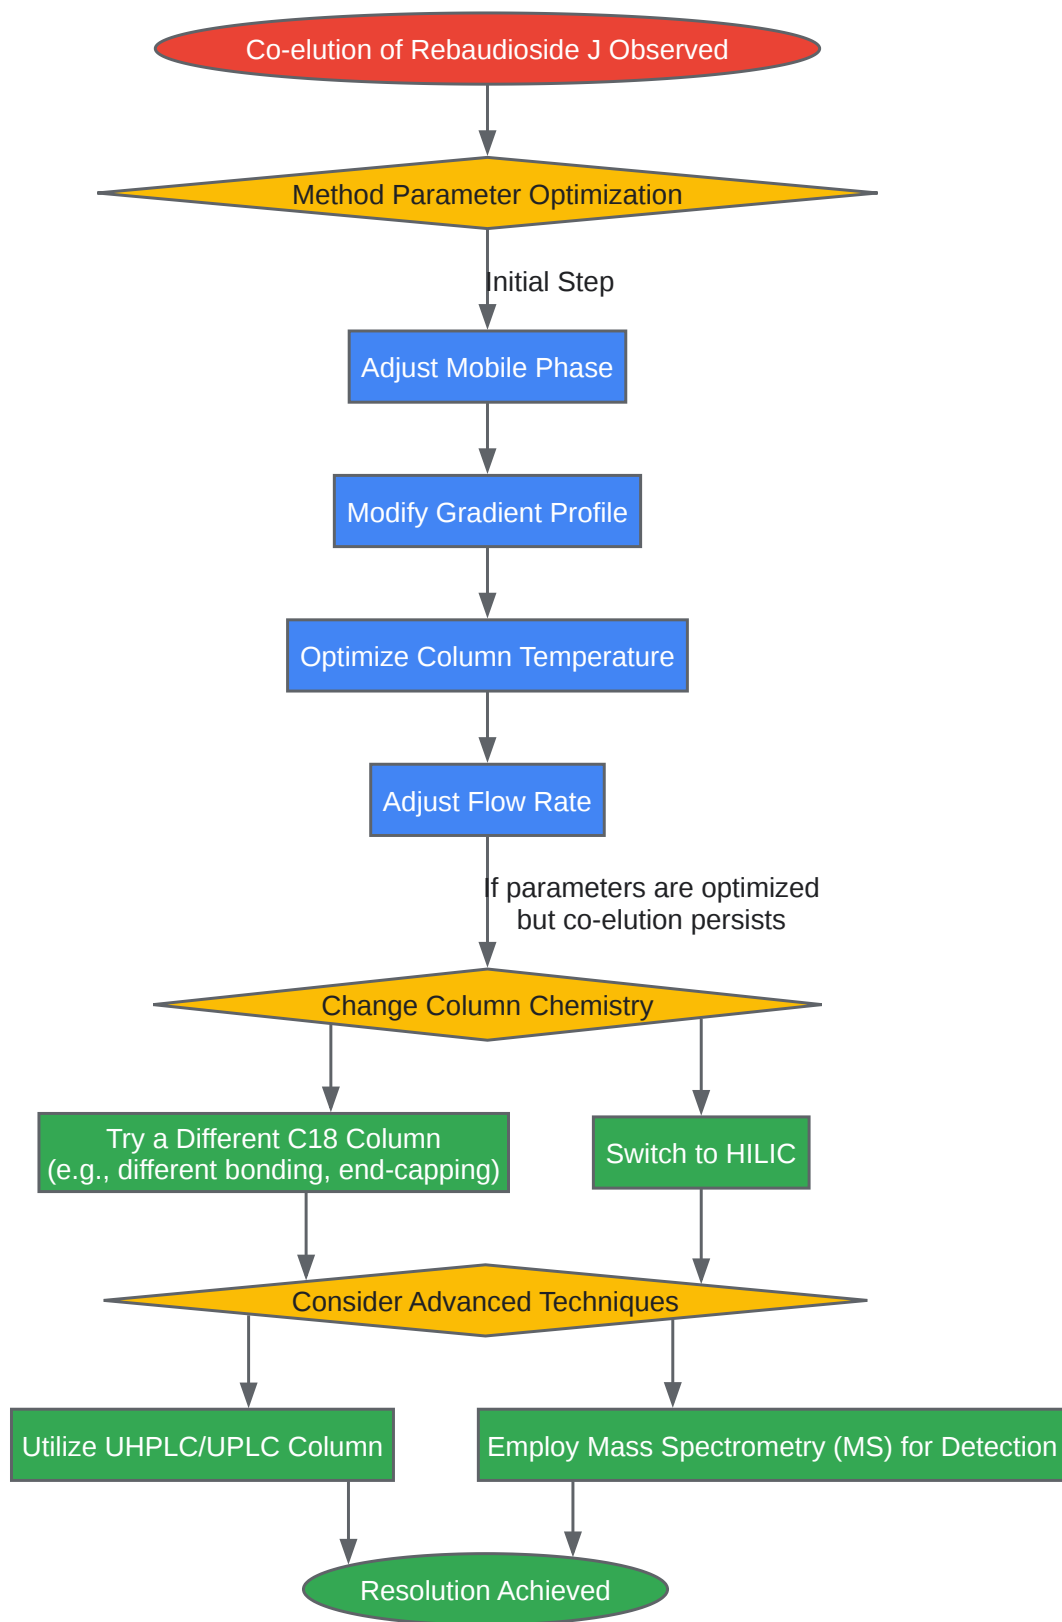 Co-elution of Rebaudioside J Observed
Method Parameter Optimization
Initial Step
Adjust Mobile Phase
Modify Gradient Profile
Optimize Column Temperature
Adjust Flow Rate
If parameters are optimized
but co-elution persists
Change Column Chemistry
Try a Different C18 Column
(e.g., different bonding, end-capping)
Switch to HILIC
Consider Advanced Techniques
Utilize UHPLC/UPLC Column
Employ Mass Spectrometry (MS) for Detection
Resolution Achieved